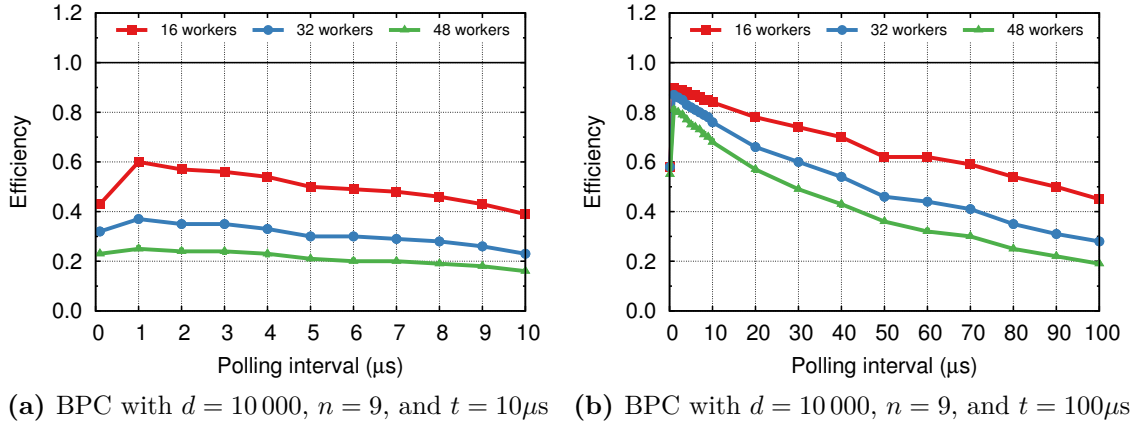 1.2
16 workers 32 workers 48 workers
1.0
0.8
0.6
0.4
0.2
0.0
Efficiency
0 1 2 3 4 5 6 7 8 9 10
Polling interval (μs)
(a) BPC with d = 10 000, n = 9, and t = 10μs
1.2
16 workers 32 workers 48 workers
1.0
0.8
0.6
0.4
0.2
0.0
Efficiency
0 10 20 30 40 50 60 70 80 90 100
Polling interval (μs)
(b) BPC with d = 10 000, n = 9, and t = 100μs